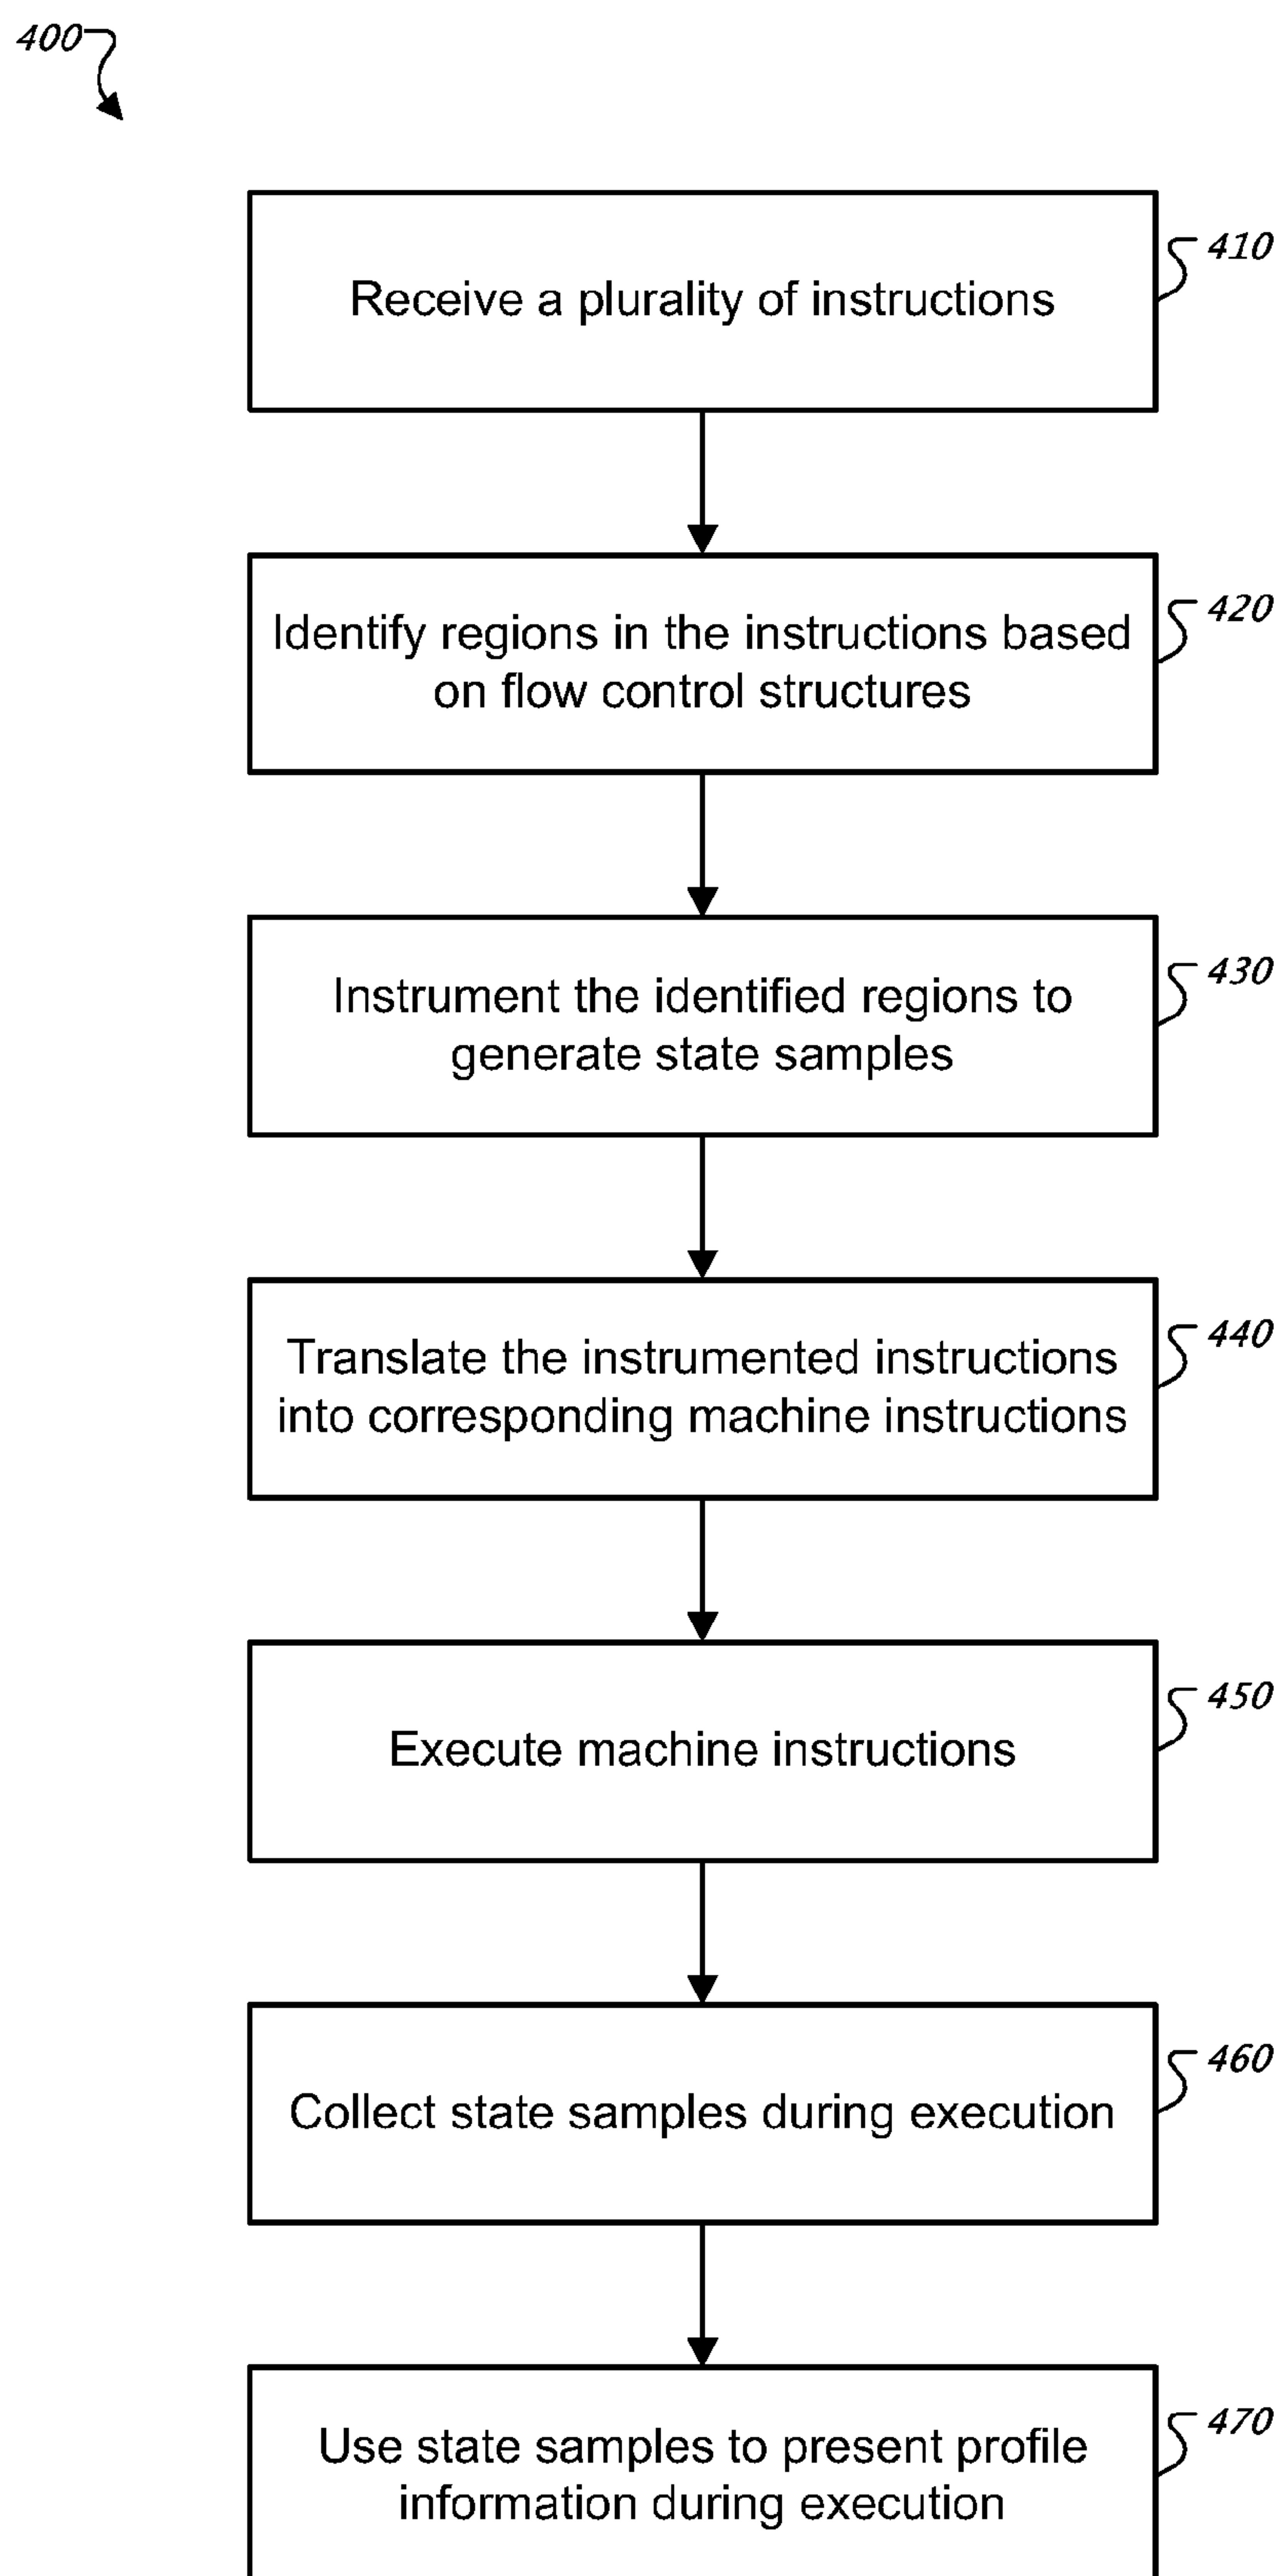 400
Receive a plurality of instructions
410
Identify regions in the instructions based
on flow control structures
420
Instrument the identified regions to
generate state samples
430
Translate the instrumented instructions
into corresponding machine instructions
440
Execute machine instructions
450
Collect state samples during execution
460
Use state samples to present profile
information during execution
470